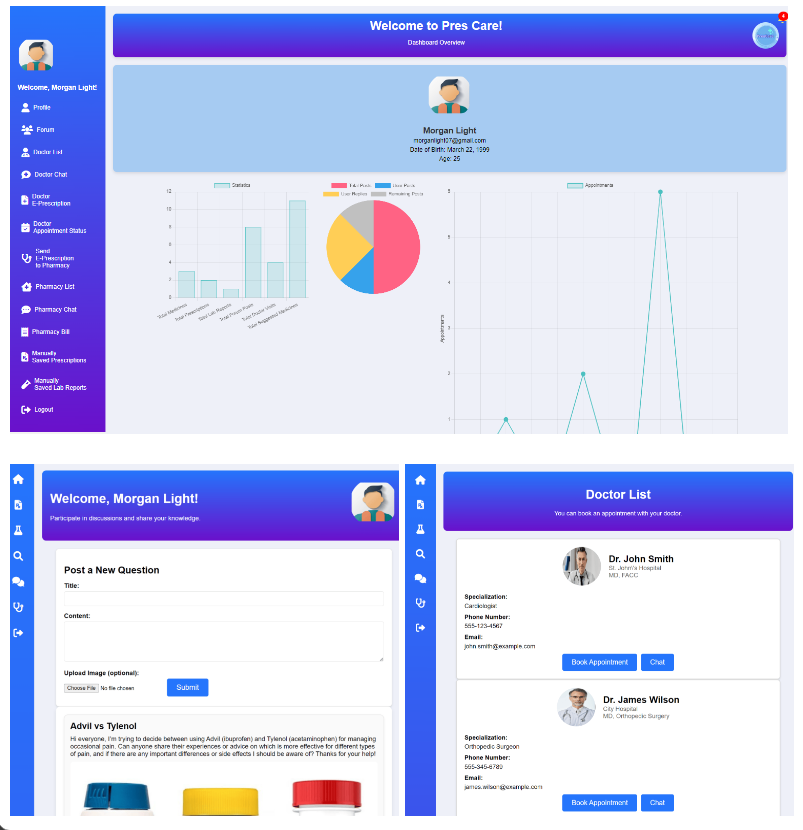 Welcome to Pres Care!
Dashboard Overview
4
Welcome, Morgan Light!
Profile
Forum
Doctor List
Doctor Chat
Doctor
E-Prescription
Doctor
Appointment Status
Send
E-Prescription
to Pharmacy
Pharmacy List
Pharmacy Chat
Pharmacy Bill
Manually
Saved Prescriptions
Manually
Saved Lab Reports
Logout
Morgan Light
morganlight07@gmail.com
Date of Birth: March 22, 1999
Age: 25
Statistics
12
10
8
6
4
2
0
Total Medicines
Total Prescriptions
Total Lab Reports
Total Forum Posts
Total Doctor Visits
Total Suggested Medicines
Total Posts
User Posts
User Replies
Remaining Posts
Appointments
Appointments
3
2
1
Welcome, Morgan Light!
Participate in discussions and share your knowledge.
Post a New Question
Title:
Content:
Upload Image (optional):
Choose File No file chosen
Submit
Advil vs Tylenol
Hi everyone, I'm trying to decide between using Advil (ibuprofen) and Tylenol (acetaminophen) for managing
occasional pain. Can anyone share their experiences or advice on which is more effective for different types
of pain, and if there are any important differences or side effects I should be aware of? Thanks for your help!
Doctor List
You can book an appointment with your doctor.
Dr. John Smith
St. John's Hospital
MD, FACC
Specialization:
Cardiologist
Phone Number:
555-123-4567
Email:
john.smith@example.com
Book Appointment
Chat
Dr. James Wilson
City Hospital
MD, Orthopedic Surgery
Specialization:
Orthopedic Surgeon
Phone Number:
555-345-6789
Email:
james.wilson@example.com
Book Appointment
Chat